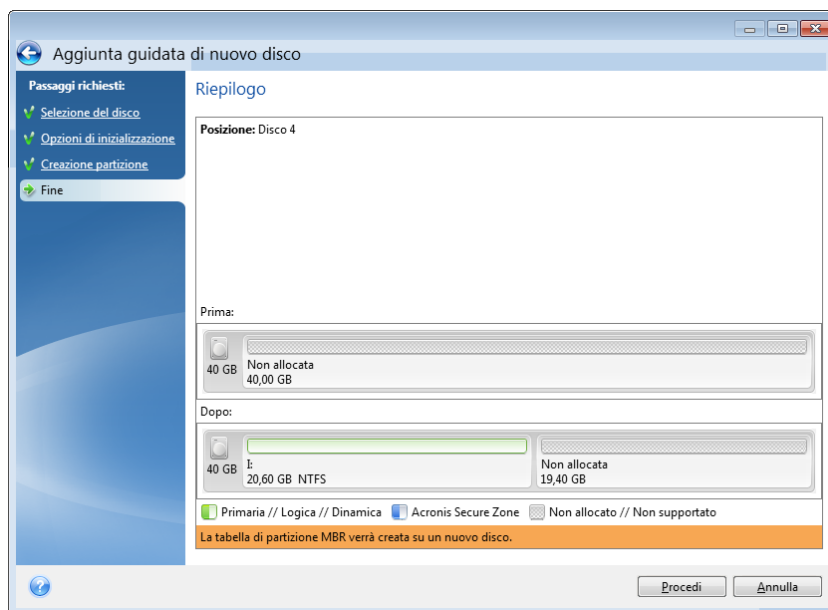 Aggiunta guidata di nuovo disco
Passaggi richiesti:
Selezione del disco
Opzioni di inizializzazione
Creazione partizione
Fine
Riepilogo
Posizione: Disco 4
Prima:
40 GB
Non allocata
40,00 GB
Dopo:
40 GB
I:
20,60 GB NTFS
Non allocata
19,40 GB
Primaria // Logica // Dinamica
Acronis Secure Zone
Non allocato // Non supportato
La tabella di partizione MBR verrà creata su un nuovo disco.
?
Procedi
Annulla